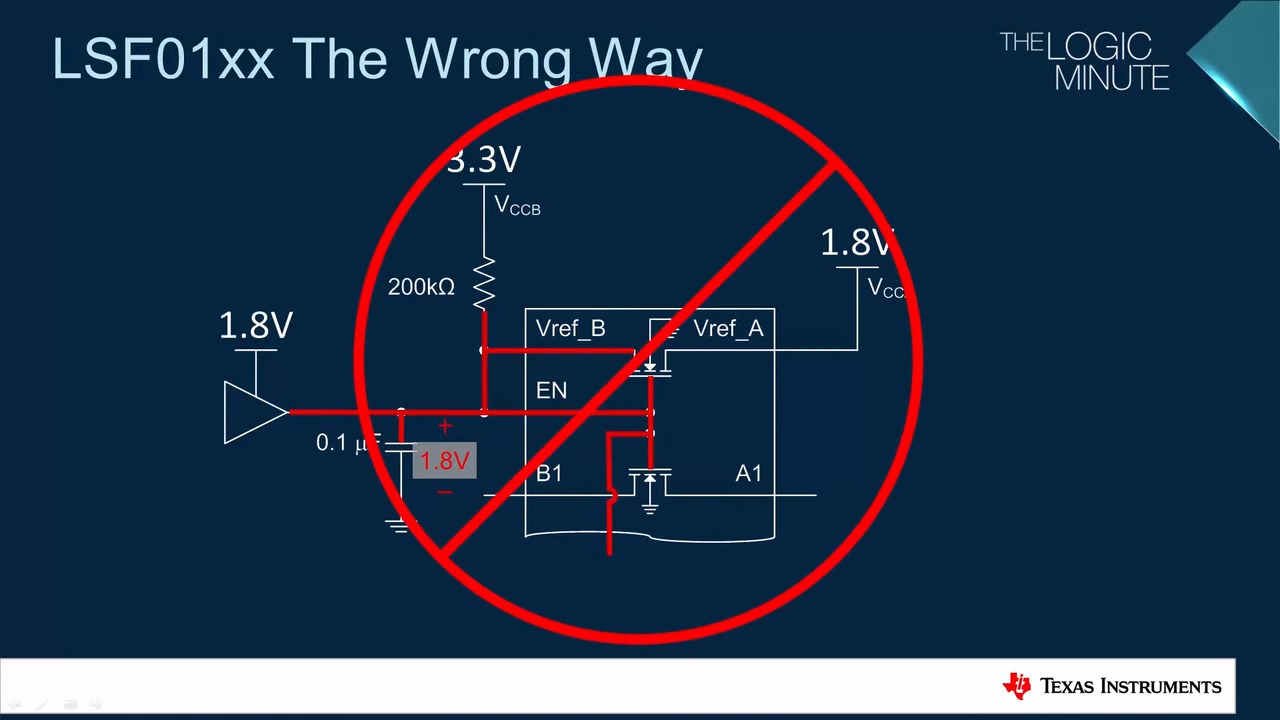 LSF01xx The Wrong Way
THE LOGIC
MINUTE
3.3V
VCCB
1.8V
VCC
200kΩ
1.8V
Vref_B
Vref_A
EN
+
0.1 µF
1.8V
−
B1
A1
TEXAS INSTRUMENTS